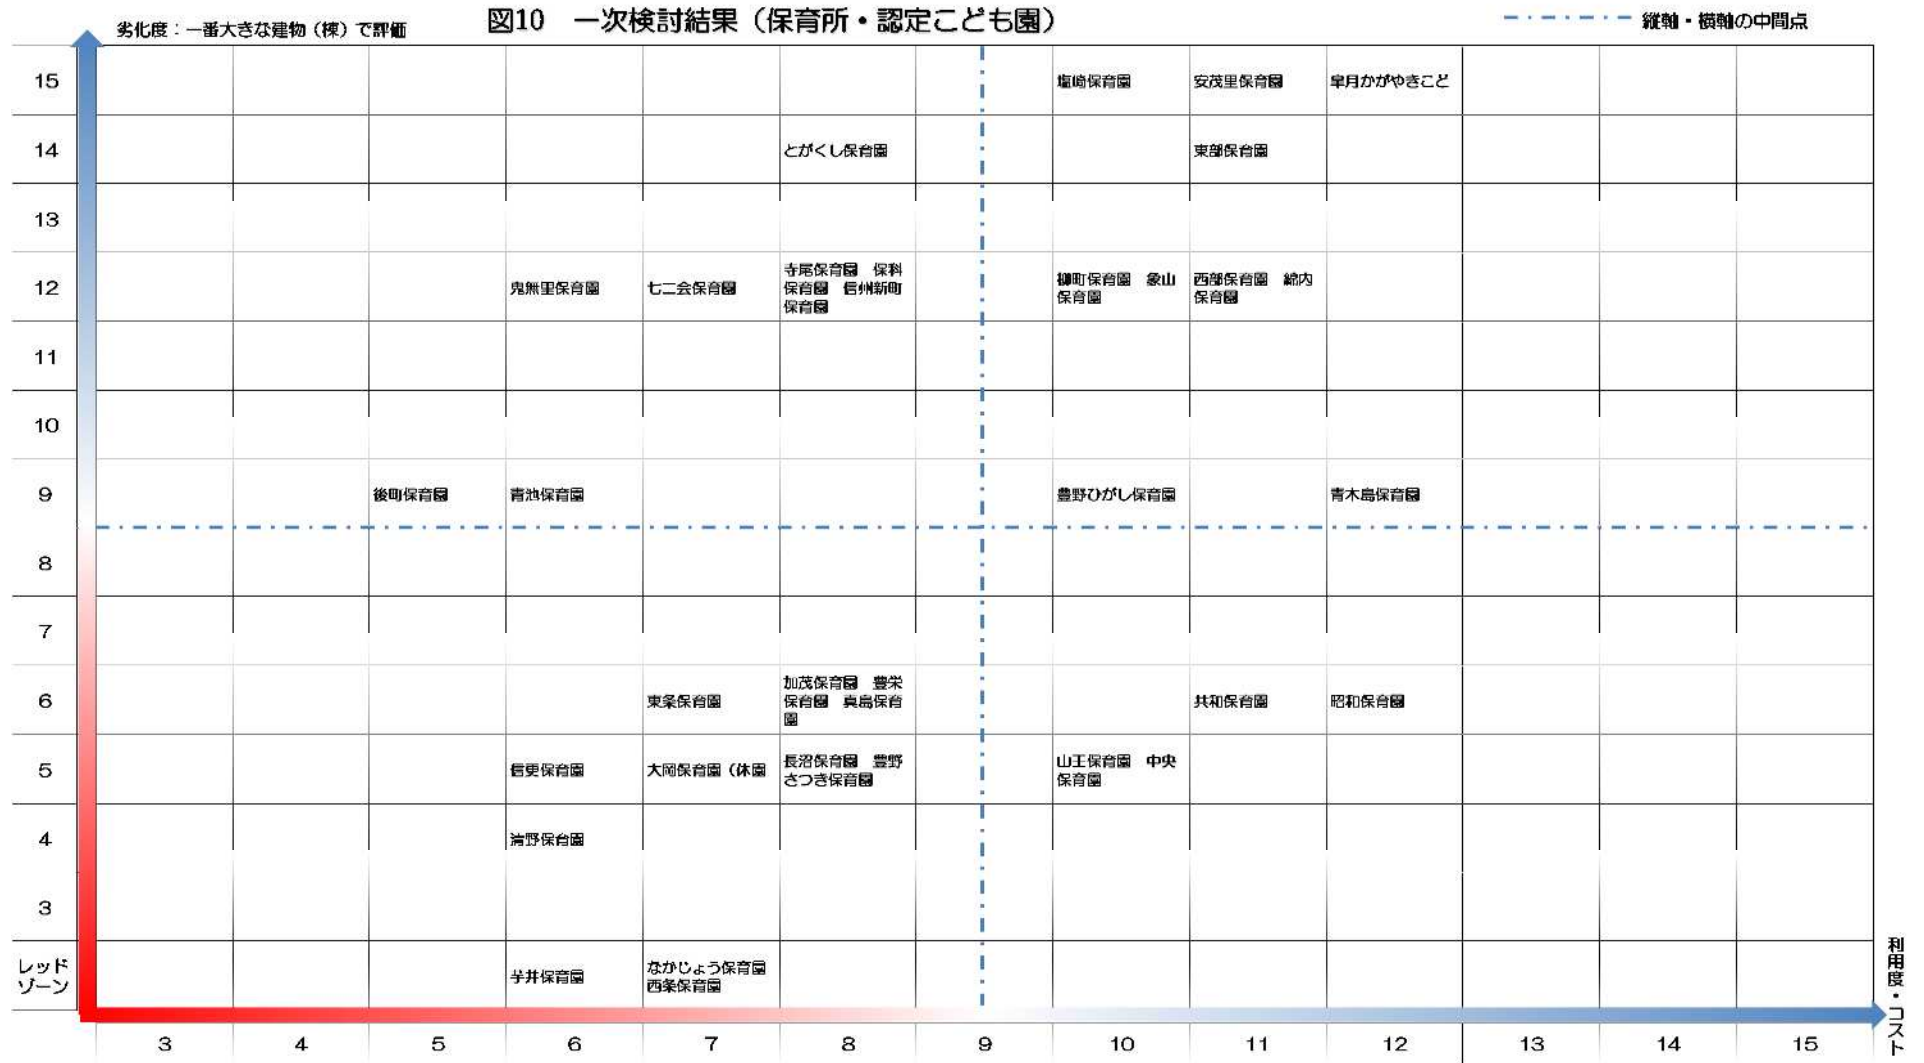 図10　一次検討結果（保育所・認定こども園）
縦軸・横軸の中間点
劣化度：一番大きな建物（棟）で評価
15
塩崎保育園
安茂里保育園
皐月かがやきこど
14
とがくし保育園
東部保育園
13
12
鬼無里保育園
七二会保育園
寺尾保育園　保科
保育園　信州新町
保育園
柳町保育園　象山
保育園
西部保育園　綿内
保育園
11
10
9
後町保育園
青池保育園
豊野ひがし保育園
青木島保育園
8
7
6
東条保育園
加茂保育園　豊栄
保育園　真島保育
園
共和保育園
昭和保育園
5
信更保育園
大岡保育園（休園
長沼保育園　豊野
さつき保育園
山王保育園　中央
保育園
4
清野保育園
3
レッド
ゾーン
芋井保育園
なかじょう保育園
西条保育園
利用度・コスト
3
4
5
6
7
8
9
10
11
12
13
14
15